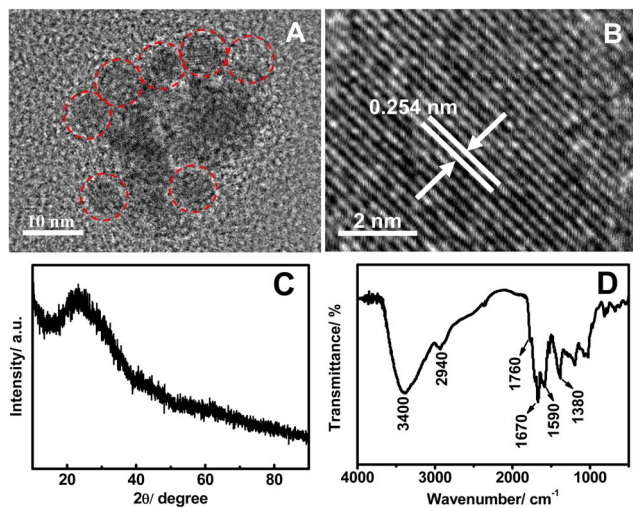 A
10 nm
B
0.254 nm
2 nm
C
Intensity/ a.u.
20 40 60 80
2θ/ degree
D
Transmittance/ %
3400
2940
1760
1670
1590
1380
4000 3000 2000 1000
Wavenumber/ cm⁻¹